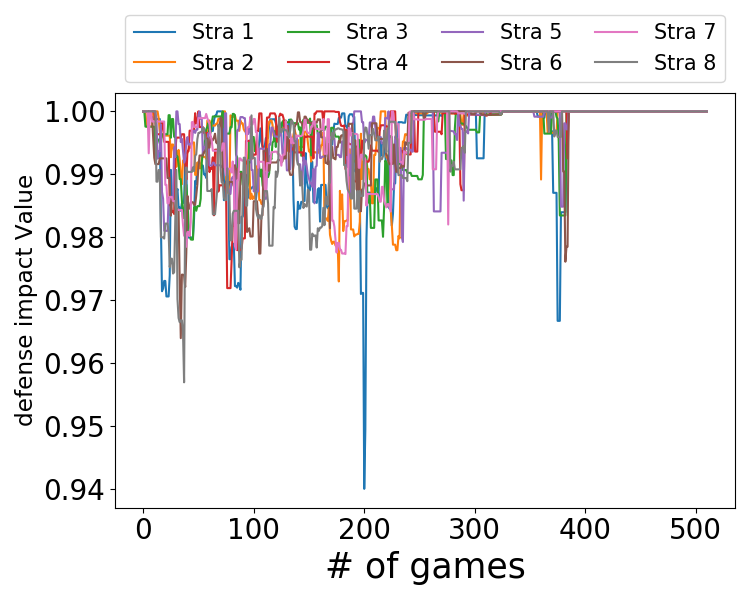 Stra 1 Stra 3 Stra 5 Stra 7
Stra 2 Stra 4 Stra 6 Stra 8
1.00
0.99
0.98
0.97
0.96
0.95
0.94
defense impact Value
0 100 200 300 400 500
# of games